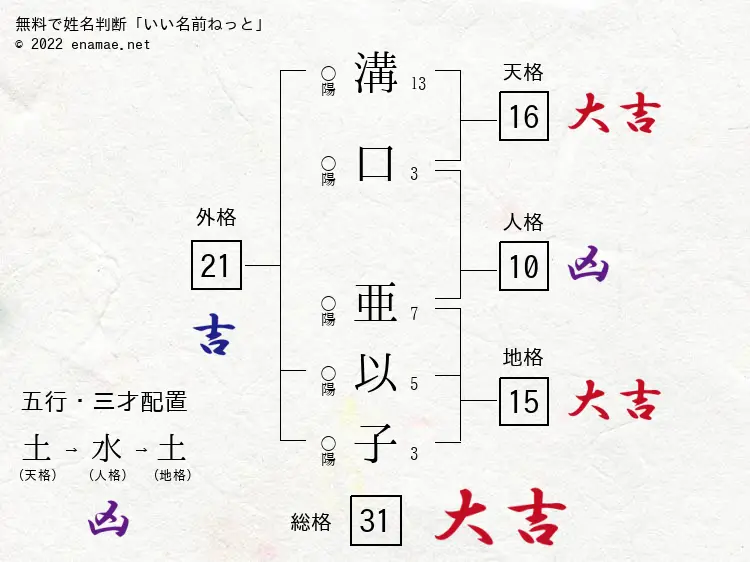 無料で姓名判断「いい名前ねっと」
© 2022 enamae.net
溝 13
○陽
口 3
○陽
亜 7
○陽
以 5
○陽
子 3
○陽
天格
16 大吉
人格
10 凶
地格
15 大吉
外格
21
吉
五行・三才配置
土→水→土
(天格) (人格) (地格)
凶
総格 31 大吉